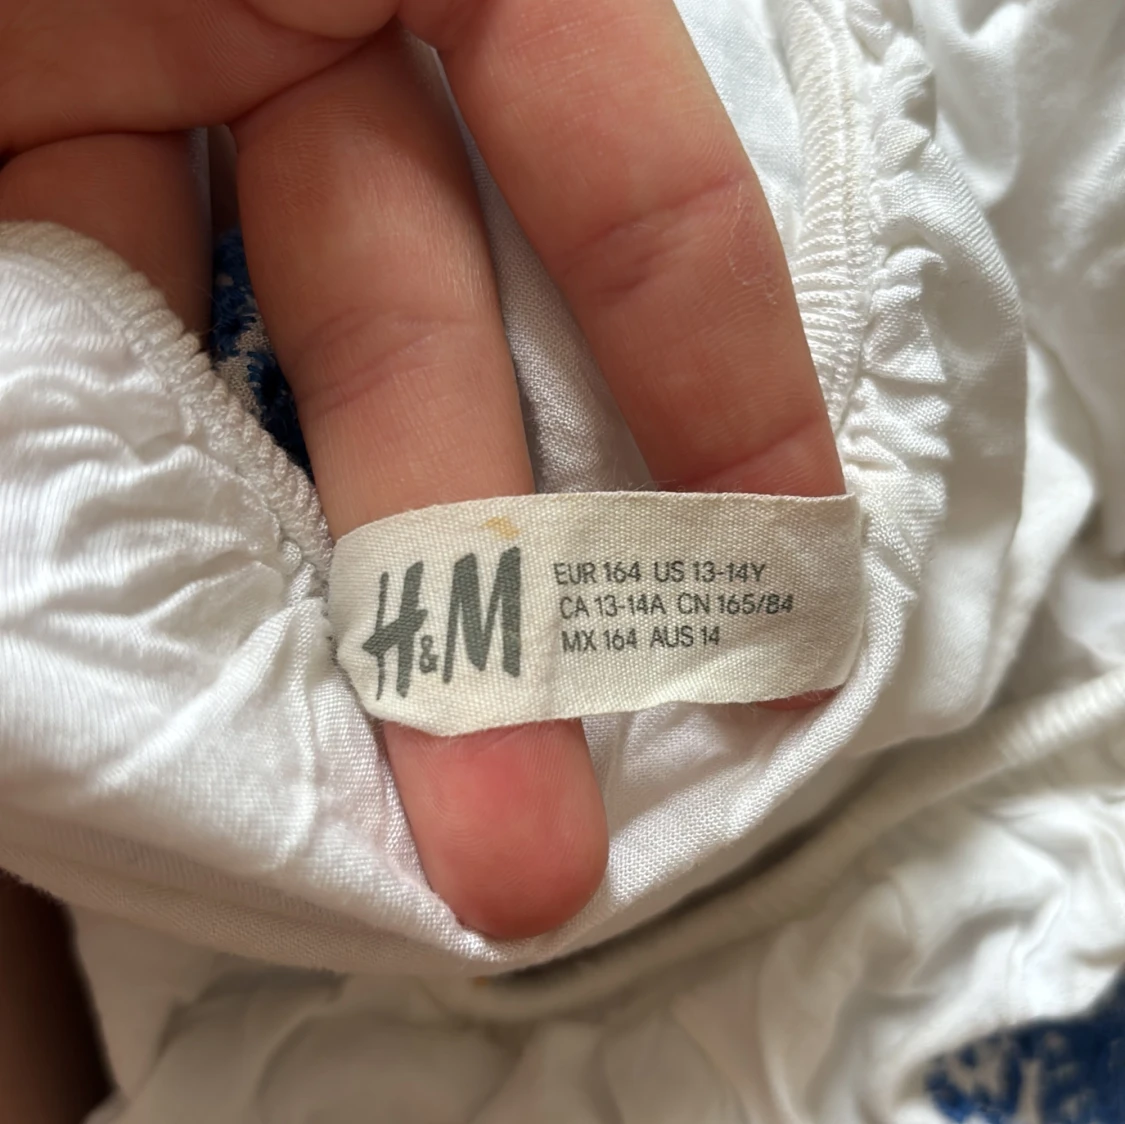 H&M
EUR 164 US 13-14Y
CA 13-14A CN 165/84
MX 164 AUS 14